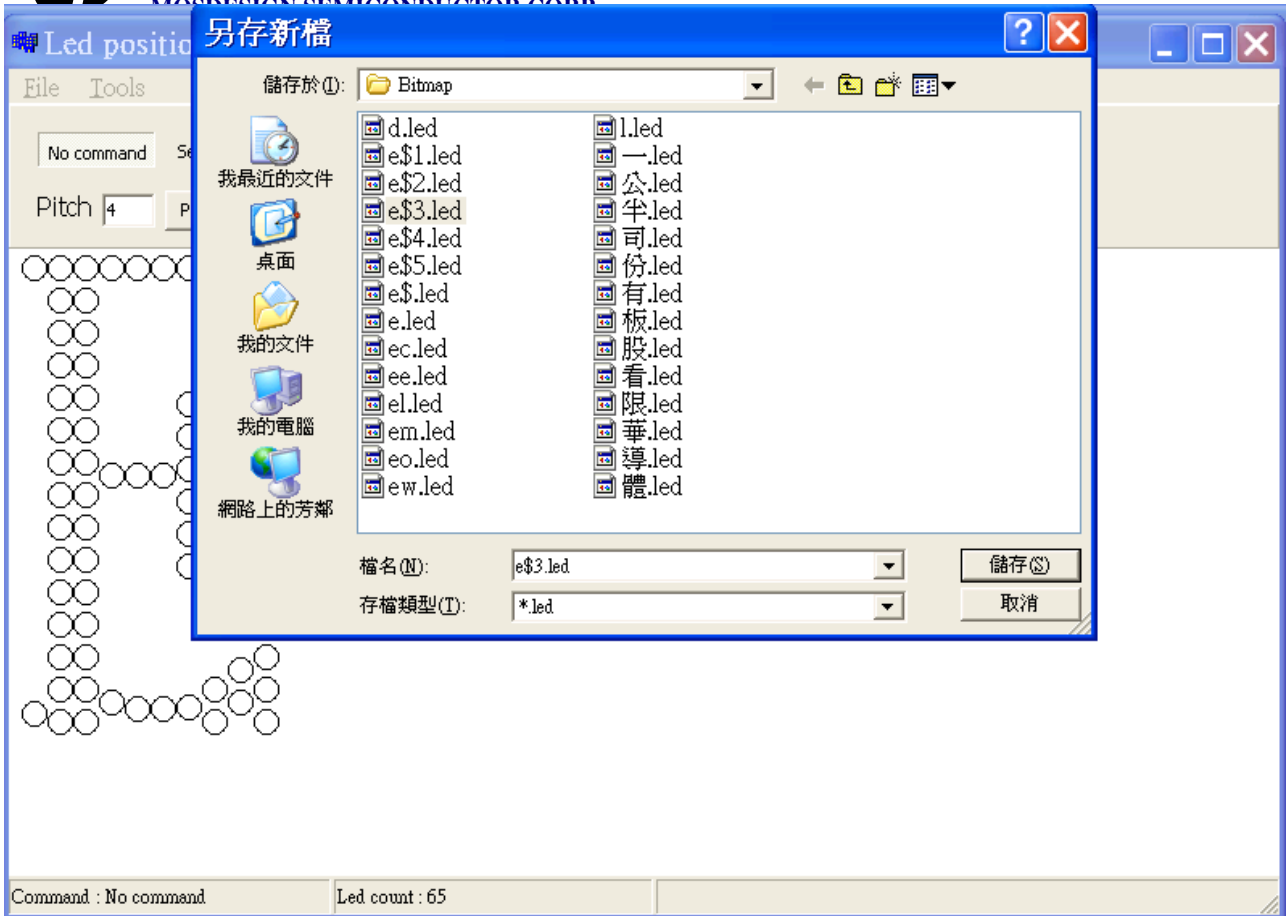 MOSDESIGN SEMICONDUCTOR CORP.
Led positio
另存新檔
File Tools
儲存於(I): Bitmap
No command Se
Pitch 4 P
我最近的文件
桌面
我的文件
我的電腦
網路上的芳鄰
d.led
e$1.led
e$2.led
e$3.led
e$4.led
e$5.led
e$.led
e.led
ec.led
ee.led
el.led
em.led
eo.led
ew.led
l.led
一.led
公.led
半.led
司.led
份.led
有.led
板.led
股.led
看.led
限.led
華.led
導.led
體.led
檔名(N): e$3.led 儲存(S)
存檔類型(T): *.led 取消
Command : No command Led count : 65